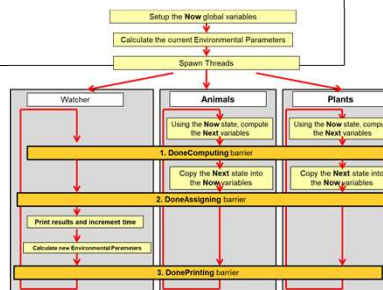 Setup the Now global variables
Calculate the current Environmental Parameters
Spawn Threads
Watcher
Animals
Plants
Using the Now state, compute
the Next variables
Using the Now state, compute
the Next variables
1. DoneComputing barrier
Copy the Next state into
the Now variables
Copy the Next state into
the Now variables
2. DoneAssigning barrier
Print results and increment time
Calculate new Environmental Parameters
3. DonePrinting barrier